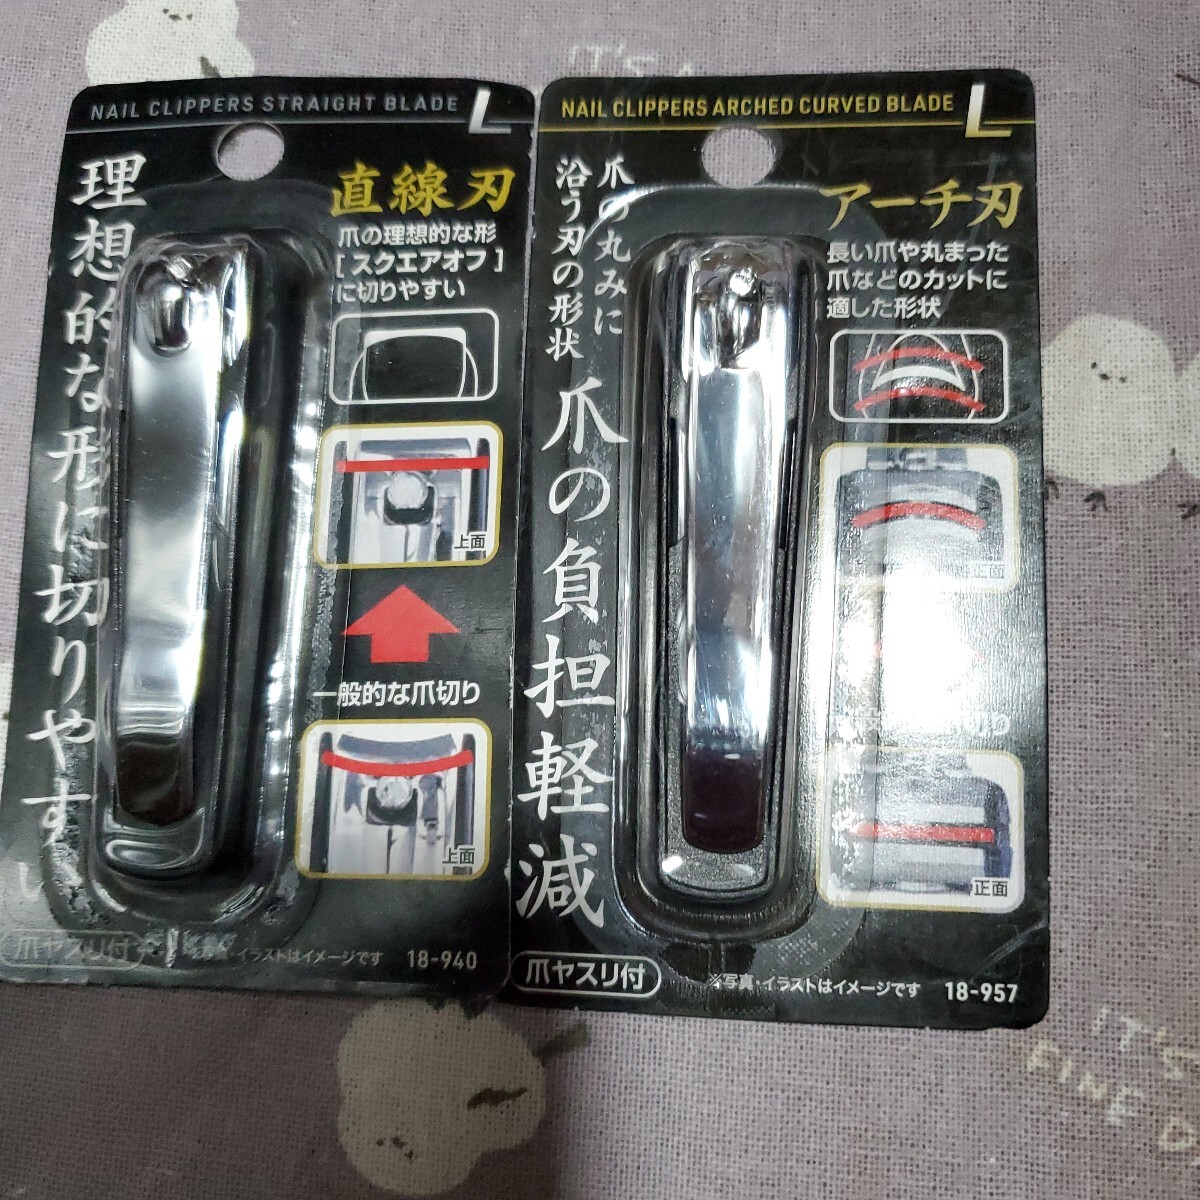 NAIL CLIPPERS STRAIGHT BLADE L
理想的な形に切りやすい
直線刃
爪の理想的な形
[スクエアオフ]
に切りやすい
上面
一般的な爪切り
上面
爪ヤスリ付
・イラストはイメージです
18-940
NAIL CLIPPERS ARCHED CURVED BLADE L
爪の丸みに
沿う刃の形状
爪の負担軽減
アーチ刃
長い爪や丸まった
爪などのカットに
適した形状
正面
正面
爪ヤスリ付
※写真・イラストはイメージです
18-957
IT'S A
IT'S
FINE D